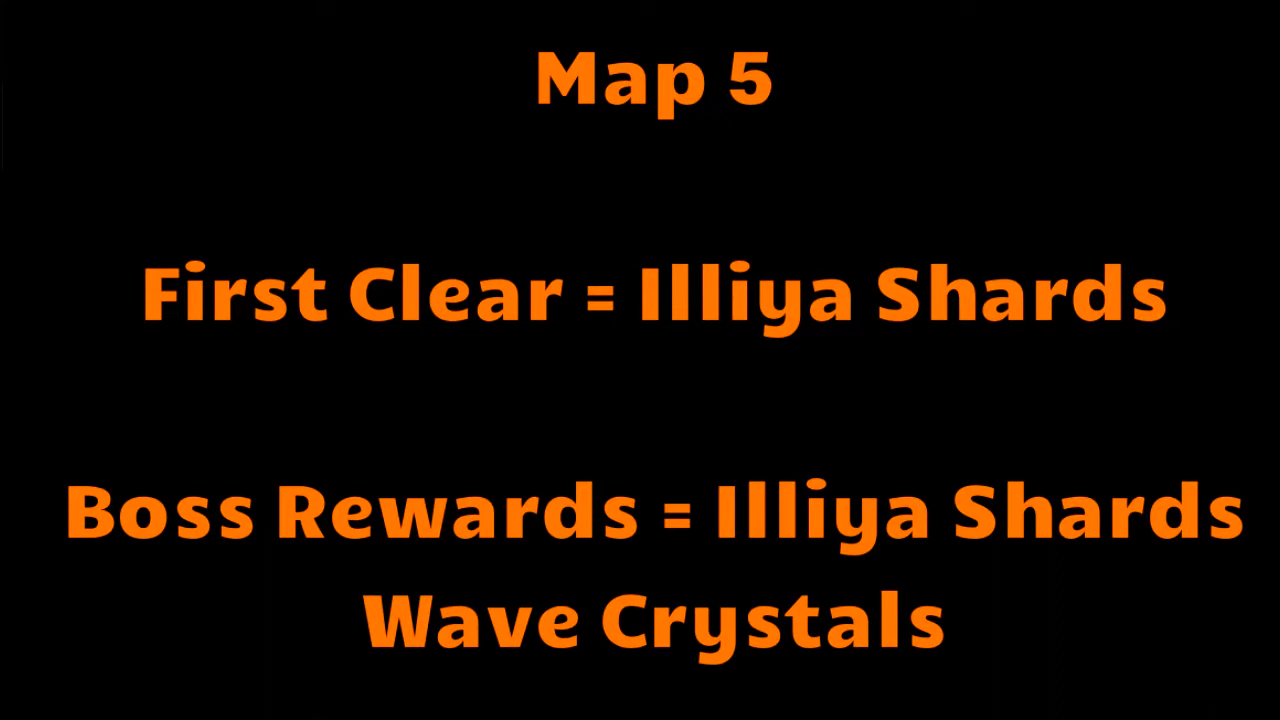 Map 5
First Clear = Illiya Shards
Boss Rewards = Illiya Shards
Wave Crystals